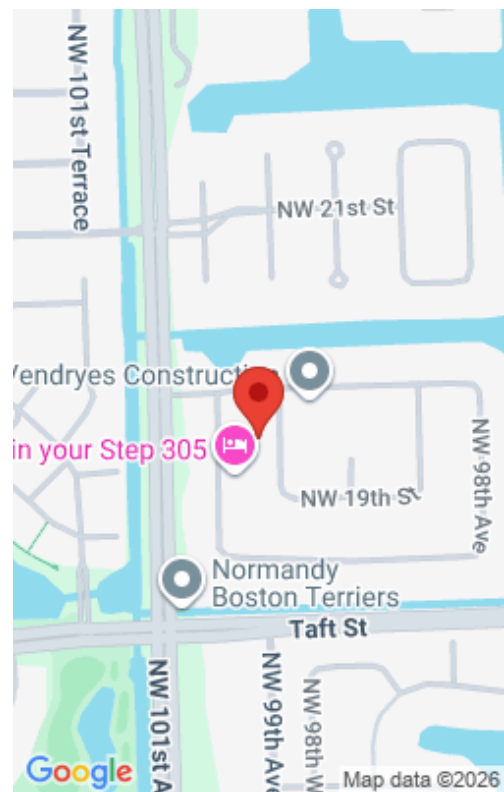 NW 101st Terrace
NW 21st St
Vendryes Construction
in your Step 305
NW 19th St
NW 98th Ave
Normandy
Boston Terriers
Taft St
NW 101st A
NW 99th Ave
NW 98th W
Google
Map data ©2026